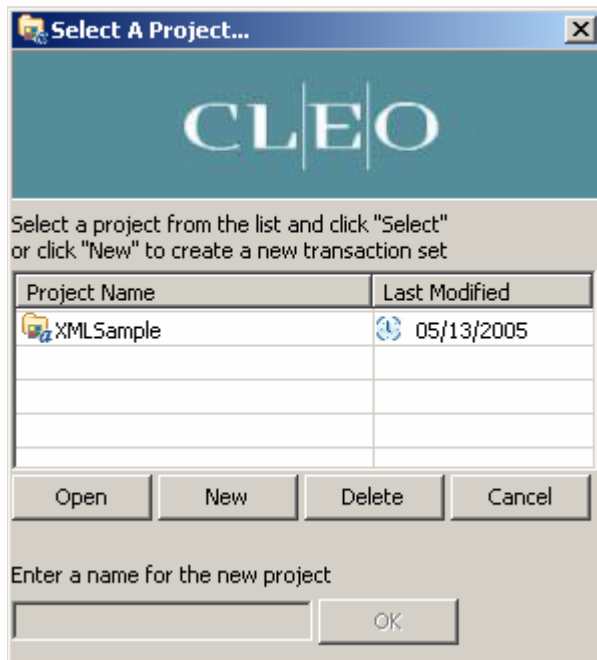 Select A Project...
CLEO
Select a project from the list and click "Select"
or click "New" to create a new transaction set
Project Name Last Modified
XMLSample 05/13/2005
Open New Delete Cancel
Enter a name for the new project
OK